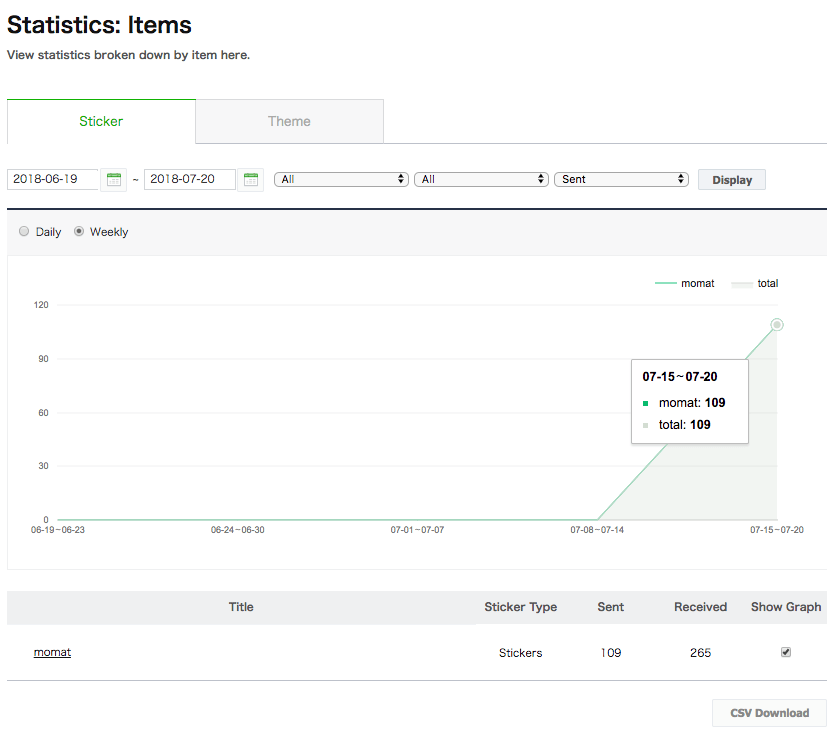 Statistics: Items
View statistics broken down by item here.
Sticker Theme
2018-06-19 ~ 2018-07-20 All All Sent Display
Daily Weekly
momat total
120
90
60
30
0
07-15~07-20
momat: 109
total: 109
06-19~06-23 06-24~06-30 07-01~07-07 07-08~07-14 07-15~07-20
Title Sticker Type Sent Received Show Graph
momat Stickers 109 265
CSV Download